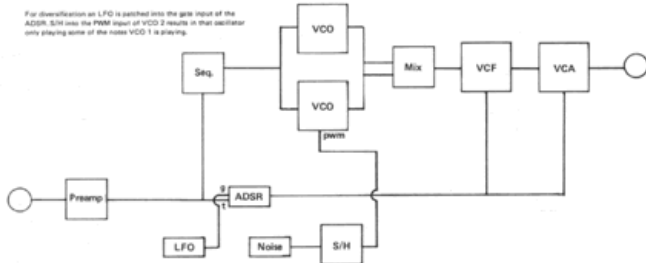 For diversification an LFO is patched into the gate input of the
ADSR. S/H into the PWM input of VCO 2 results in that oscillator
only playing some of the notes VCO 1 is playing.
VCO
Seq.
Mix
VCF
VCA
VCO
pwm
g
Preamp
ADSR
t
LFO
Noise
S/H